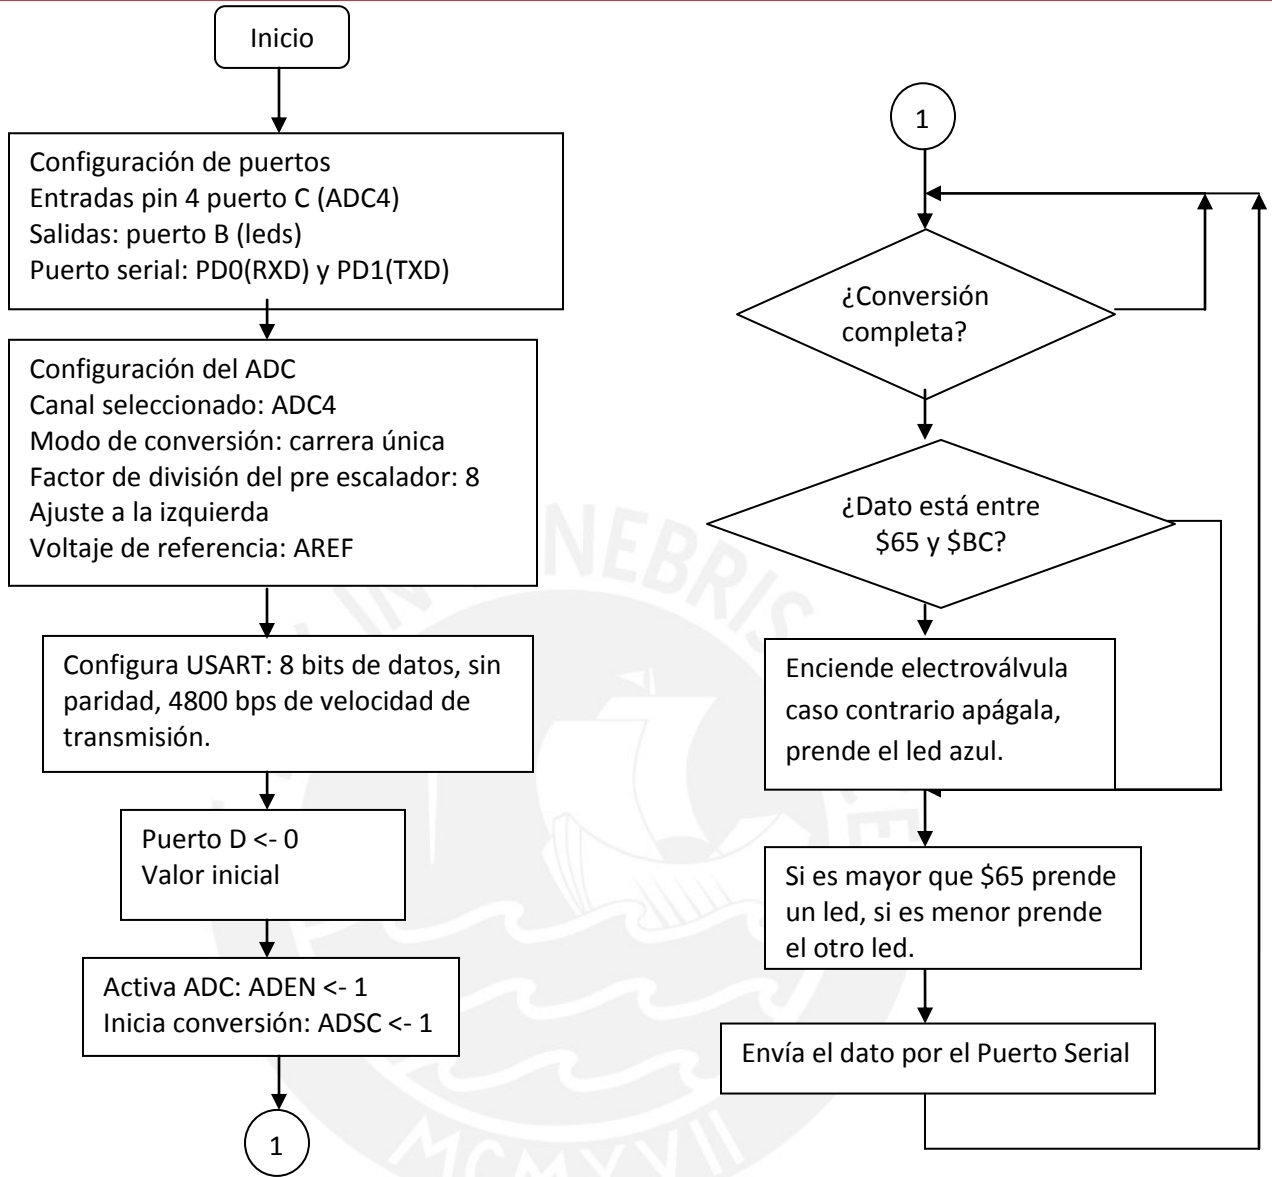 Inicio
Configuración de puertos
Entradas pin 4 puerto C (ADC4)
Salidas: puerto B (leds)
Puerto serial: PD0(RXD) y PD1(TXD)
Configuración del ADC
Canal seleccionado: ADC4
Modo de conversión: carrera única
Factor de división del pre escalador: 8
Ajuste a la izquierda
Voltaje de referencia: AREF
Configura USART: 8 bits de datos, sin
paridad, 4800 bps de velocidad de
transmisión.
Puerto D <- 0
Valor inicial
Activa ADC: ADEN <- 1
Inicia conversión: ADSC <- 1
1
1
¿Conversión
completa?
¿Dato está entre
$65 y $BC?
Enciende electroválvula
caso contrario apágala,
prende el led azul.
Si es mayor que $65 prende
un led, si es menor prende
el otro led.
Envía el dato por el Puerto Serial
MCMXVII